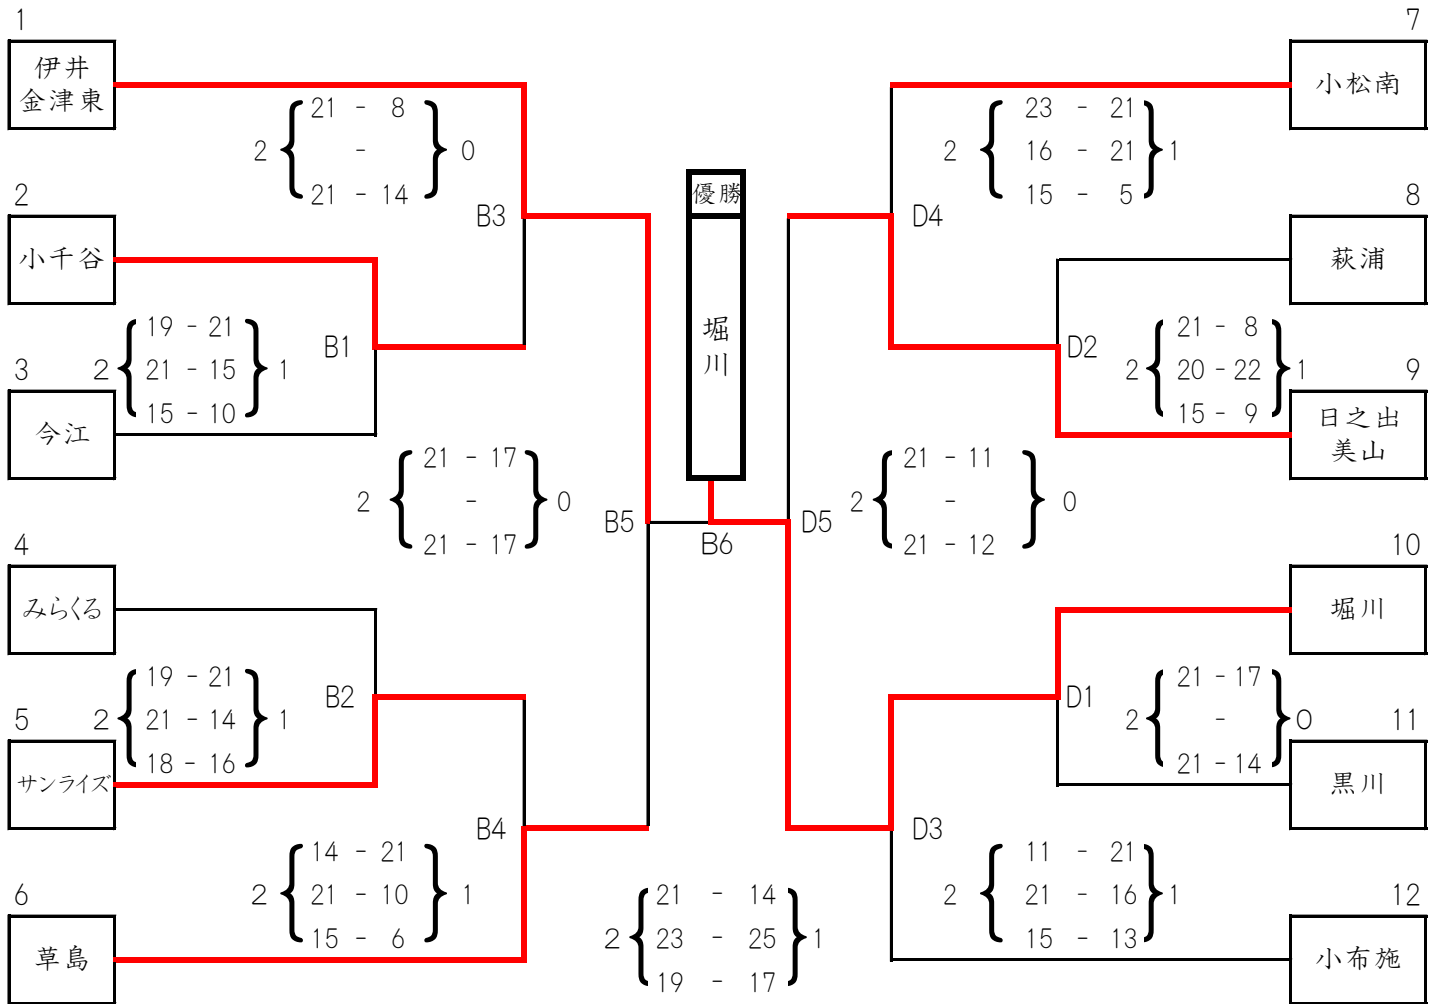 1
伊井
金津東
21 - 8
2 - 0
21 - 14
B3
2
小千谷
19 - 21
2 21 - 15 1
15 - 10
B1
3
今江
21 - 17
2 - 0
21 - 17
B5
4
みらくる
19 - 21
2 21 - 14 1
18 - 16
B2
5
サンライズ
B4
14 - 21
2 21 - 10 1
15 - 6
6
草島
優勝
堀川
B6
21 - 14
2 23 - 25 1
19 - 17
7
小松南
23 - 21
2 16 - 21 1
15 - 5
D4
8
萩浦
21 - 8
2 20 - 22 1
15 - 9
D2
9
日之出
美山
21 - 11
2 - 0
21 - 12
D5
10
堀川
21 - 17
2 - 0
21 - 14
D1
11
黒川
D3
11 - 21
2 21 - 16 1
15 - 13
12
小布施